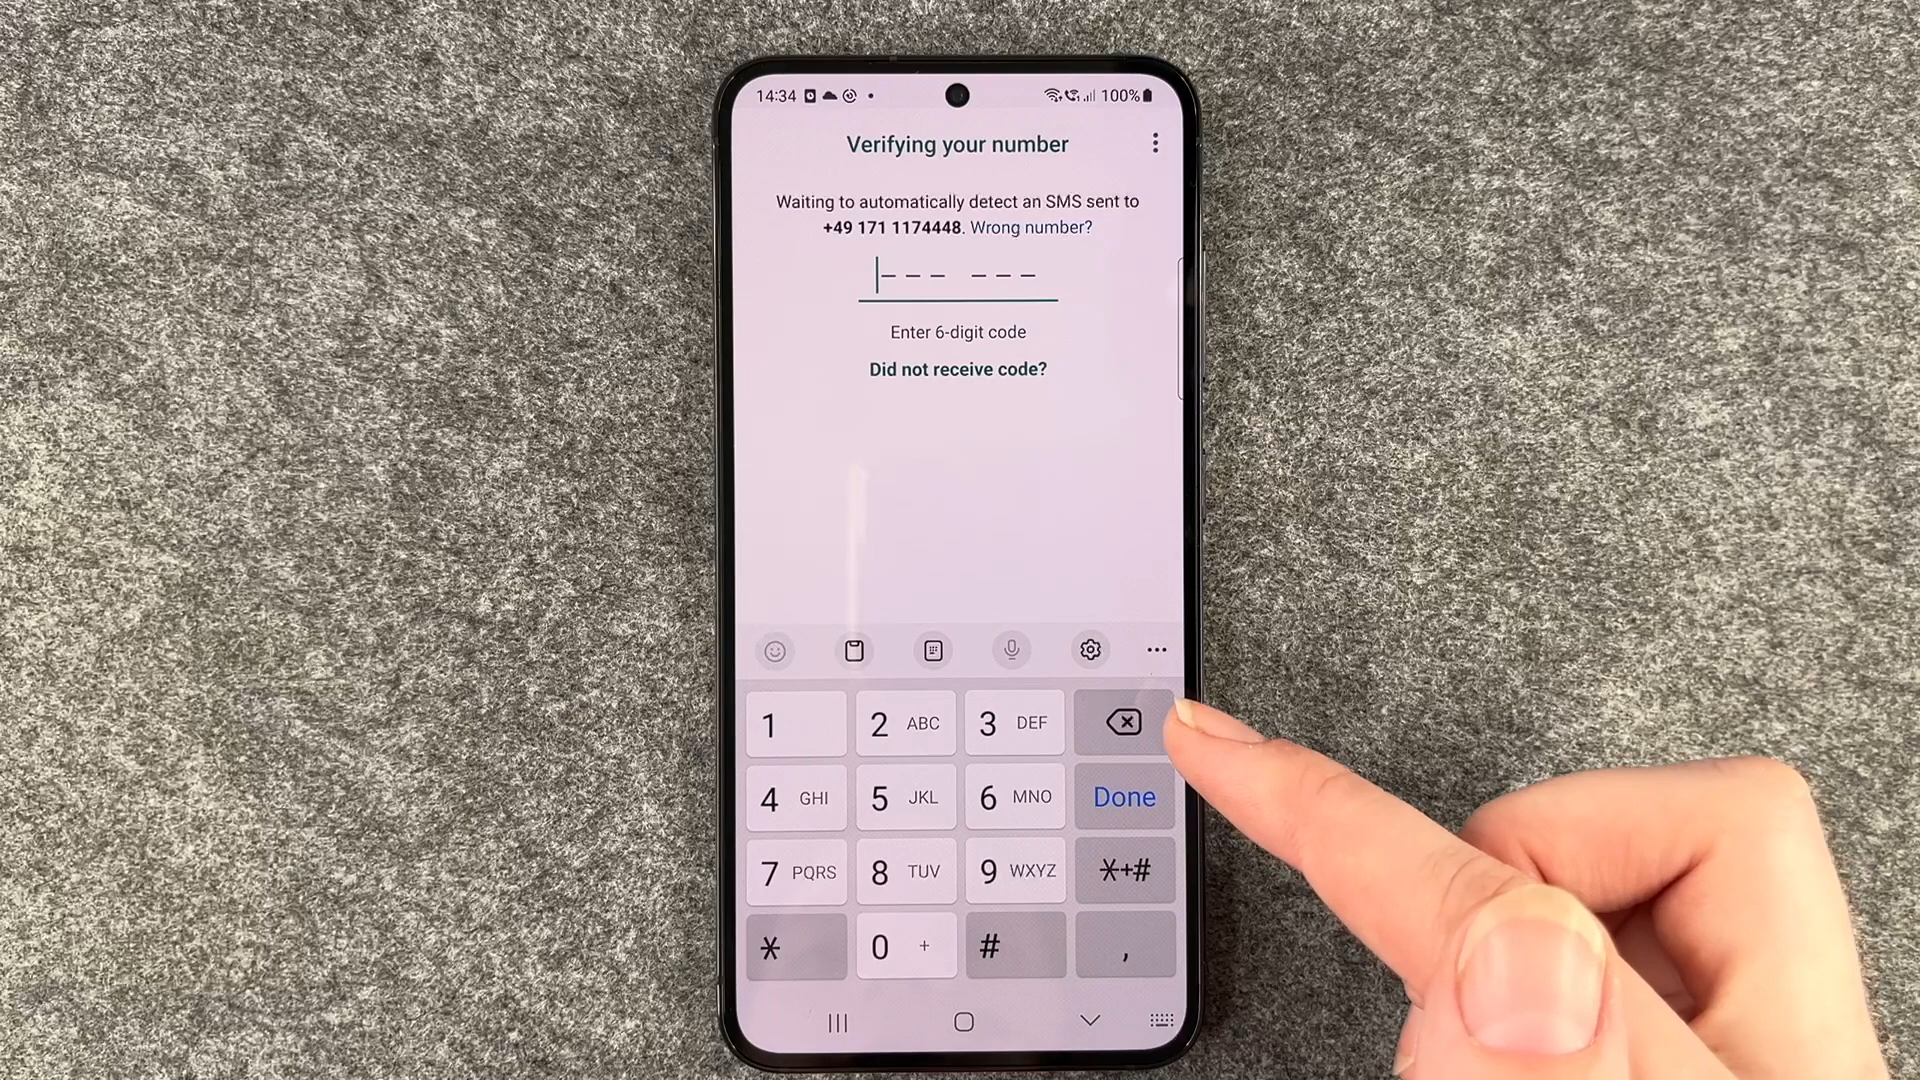 14:34 100%
Verifying your number
Waiting to automatically detect an SMS sent to
+49 171 1174448. Wrong number?
Enter 6-digit code
Did not receive code?
1 2 ABC 3 DEF
4 GHI 5 JKL 6 MNO Done
7 PQRS 8 TUV 9 WXYZ *+#
* 0 + # ,